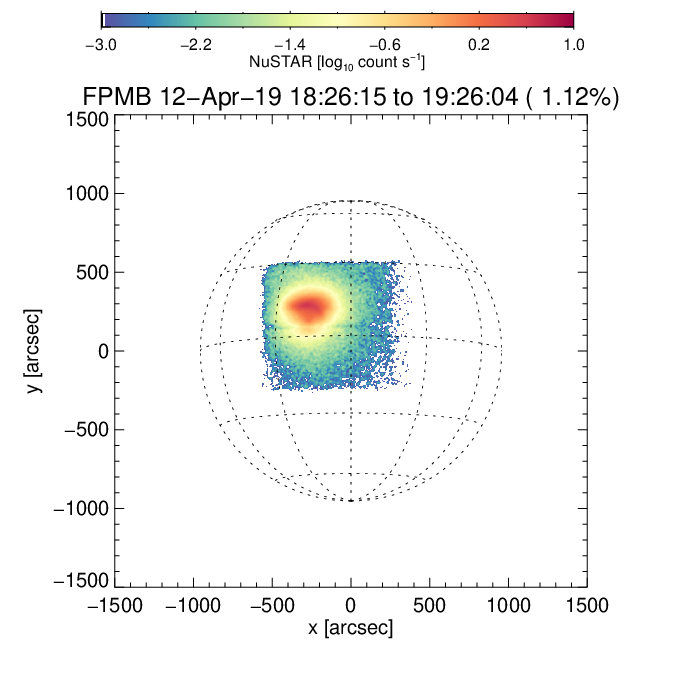 −3.0 −2.2 −1.4 −0.6 0.2 1.0
NuSTAR [log₁₀ count s⁻¹]
FPMB 12−Apr−19 18:26:15 to 19:26:04 ( 1.12%)
1500
1000
500
0
−500
−1000
−1500
y [arcsec]
−1500 −1000 −500 0 500 1000 1500
x [arcsec]